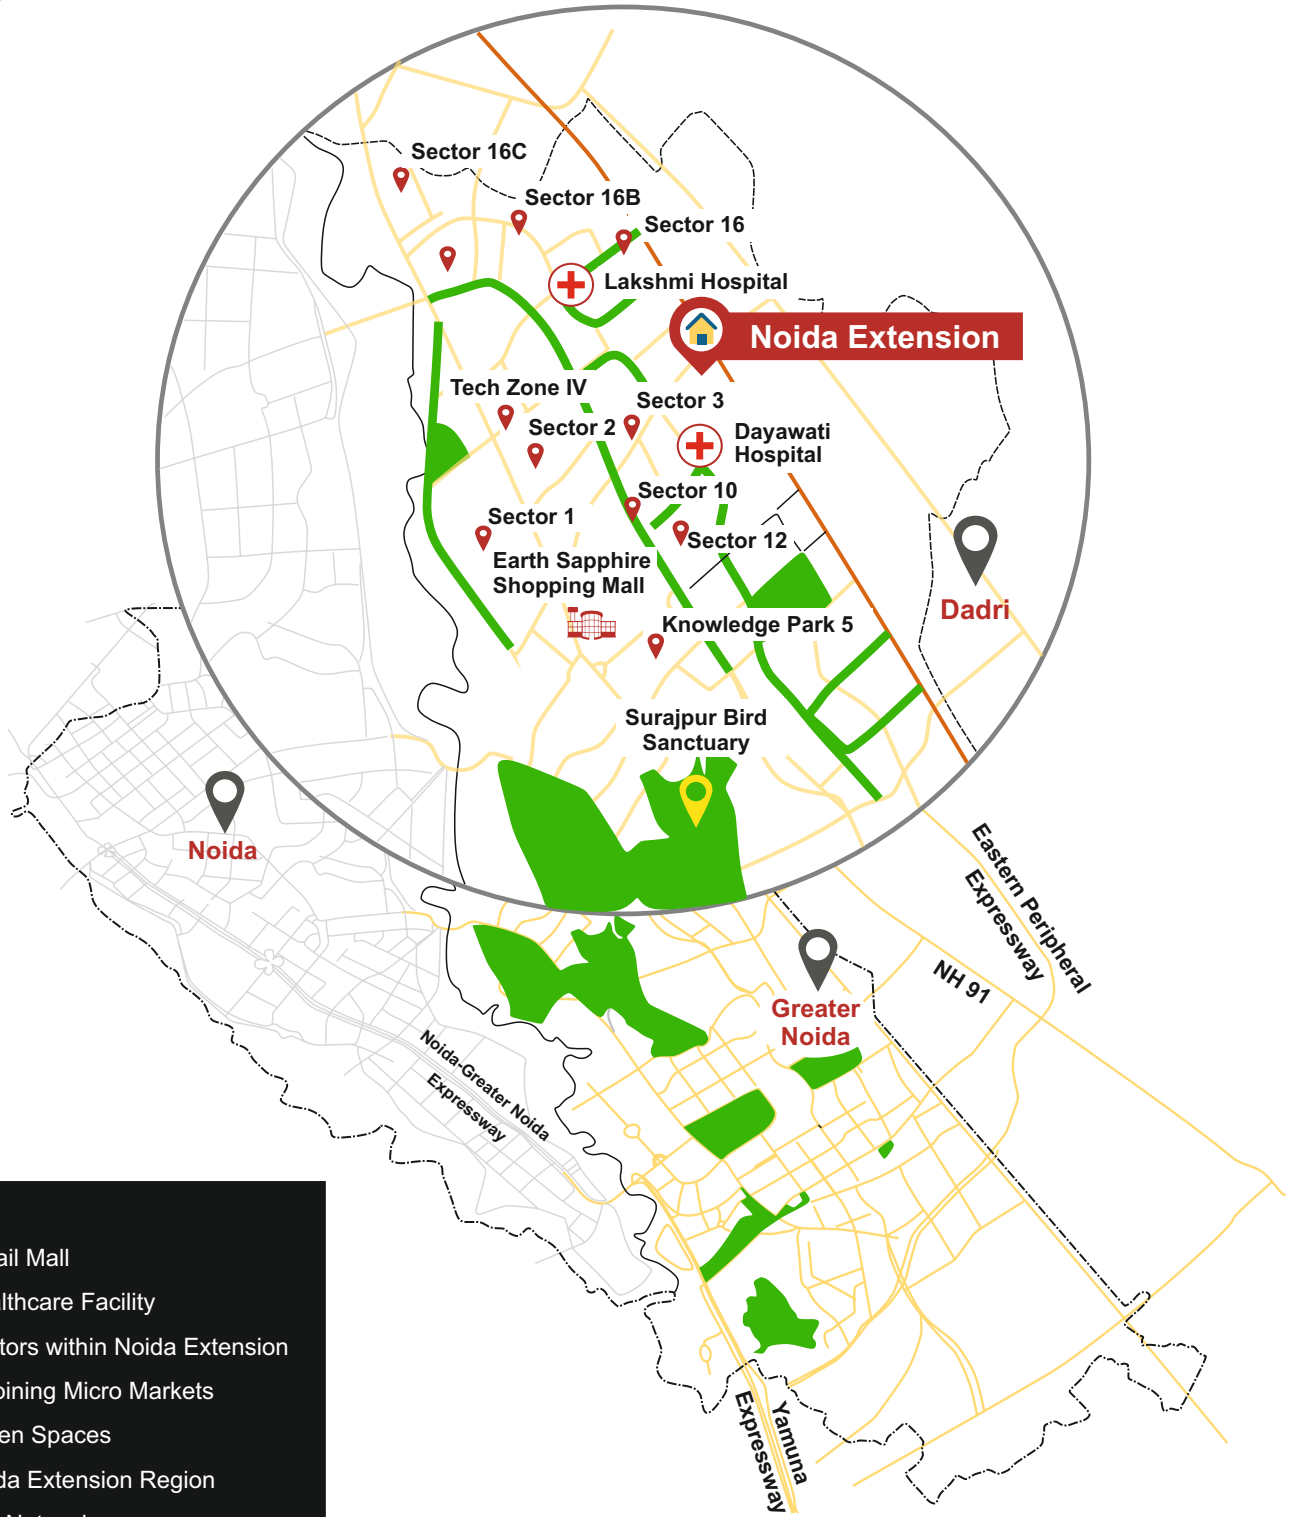 Sector 16C
Sector 16B
Sector 16
Lakshmi Hospital
Noida Extension
Tech Zone IV
Sector 3
Sector 2
Dayawati
Hospital
Sector 10
Sector 1
Sector 12
Earth Sapphire
Shopping Mall
Knowledge Park 5
Dadri
Surajpur Bird
Sanctuary
Noida
Eastern Peripheral
Expressway
NH 91
Greater
Noida
Noida-Greater Noida
Expressway
ail Mall
lthcare Facility
tors within Noida Extension
oining Micro Markets
en Spaces
da Extension Region
Yamuna
Expressway